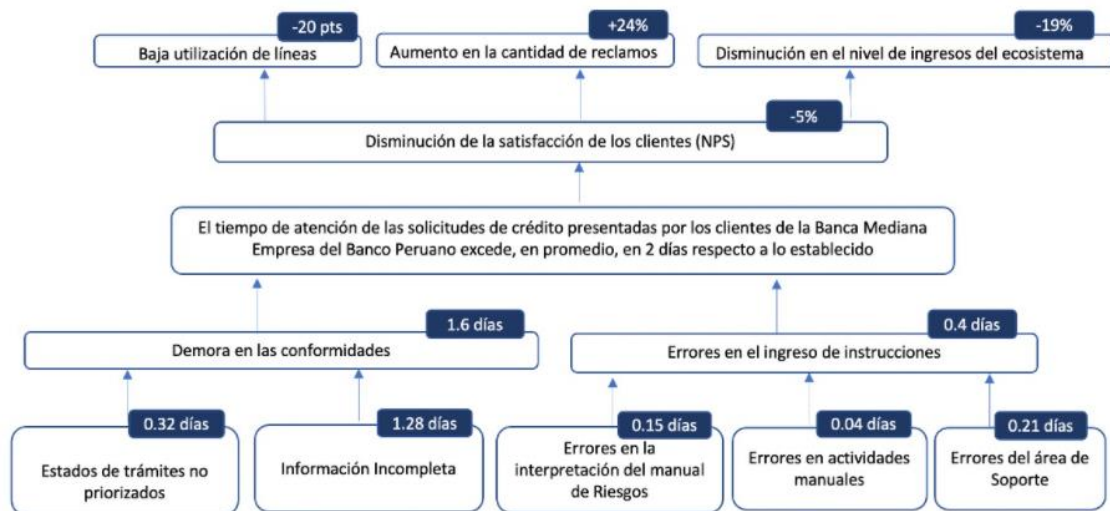 -20 pts
Baja utilización de líneas
+24%
Aumento en la cantidad de reclamos
-19%
Disminución en el nivel de ingresos del ecosistema
-5%
Disminución de la satisfacción de los clientes (NPS)
El tiempo de atención de las solicitudes de crédito presentadas por los clientes de la Banca Mediana
Empresa del Banco Peruano excede, en promedio, en 2 días respecto a lo establecido
1.6 días
Demora en las conformidades
0.4 días
Errores en el ingreso de instrucciones
0.32 días
Estados de trámites no
priorizados
1.28 días
Información Incompleta
0.15 días
Errores en la
interpretación del manual
de Riesgos
0.04 días
Errores en actividades
manuales
0.21 días
Errores del área de
Soporte